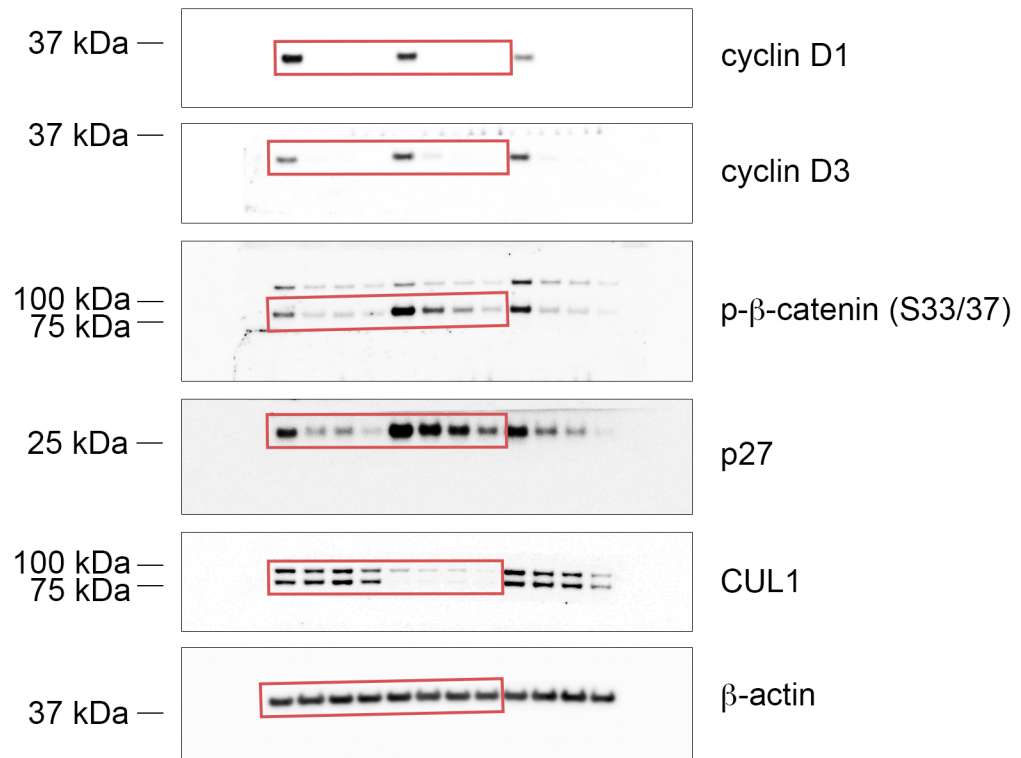 37 kDa
cyclin D1
37 kDa
cyclin D3
100 kDa
75 kDa
p-β-catenin (S33/37)
25 kDa
p27
100 kDa
75 kDa
CUL1
37 kDa
β-actin